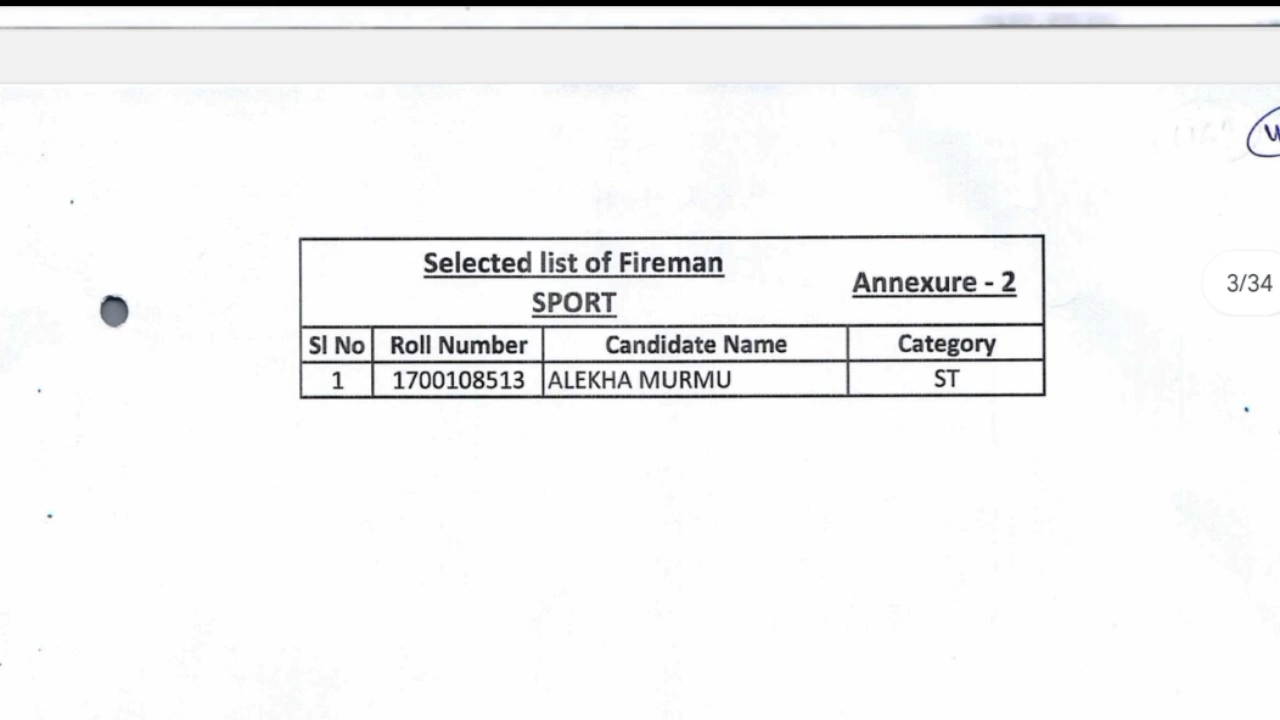 Selected list of Fireman
SPORT
Annexure - 2
Sl No Roll Number Candidate Name Category
1 1700108513 ALEKHA MURMU ST
3/34